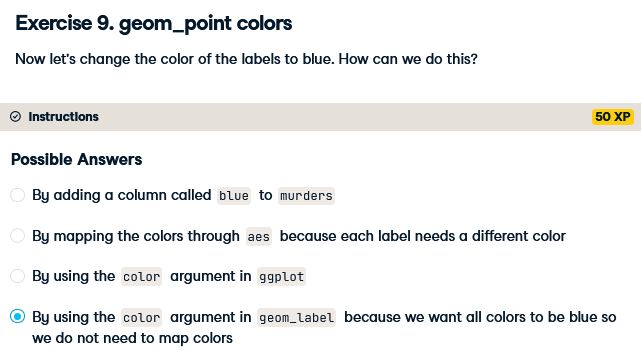 Exercise 9. geom_point colors
Now let's change the color of the labels to blue. How can we do this?
Instructions
50 XP
Possible Answers
By adding a column called blue to murders
By mapping the colors through aes because each label needs a different color
By using the color argument in ggplot
By using the color argument in geom_label because we want all colors to be blue so
we do not need to map colors